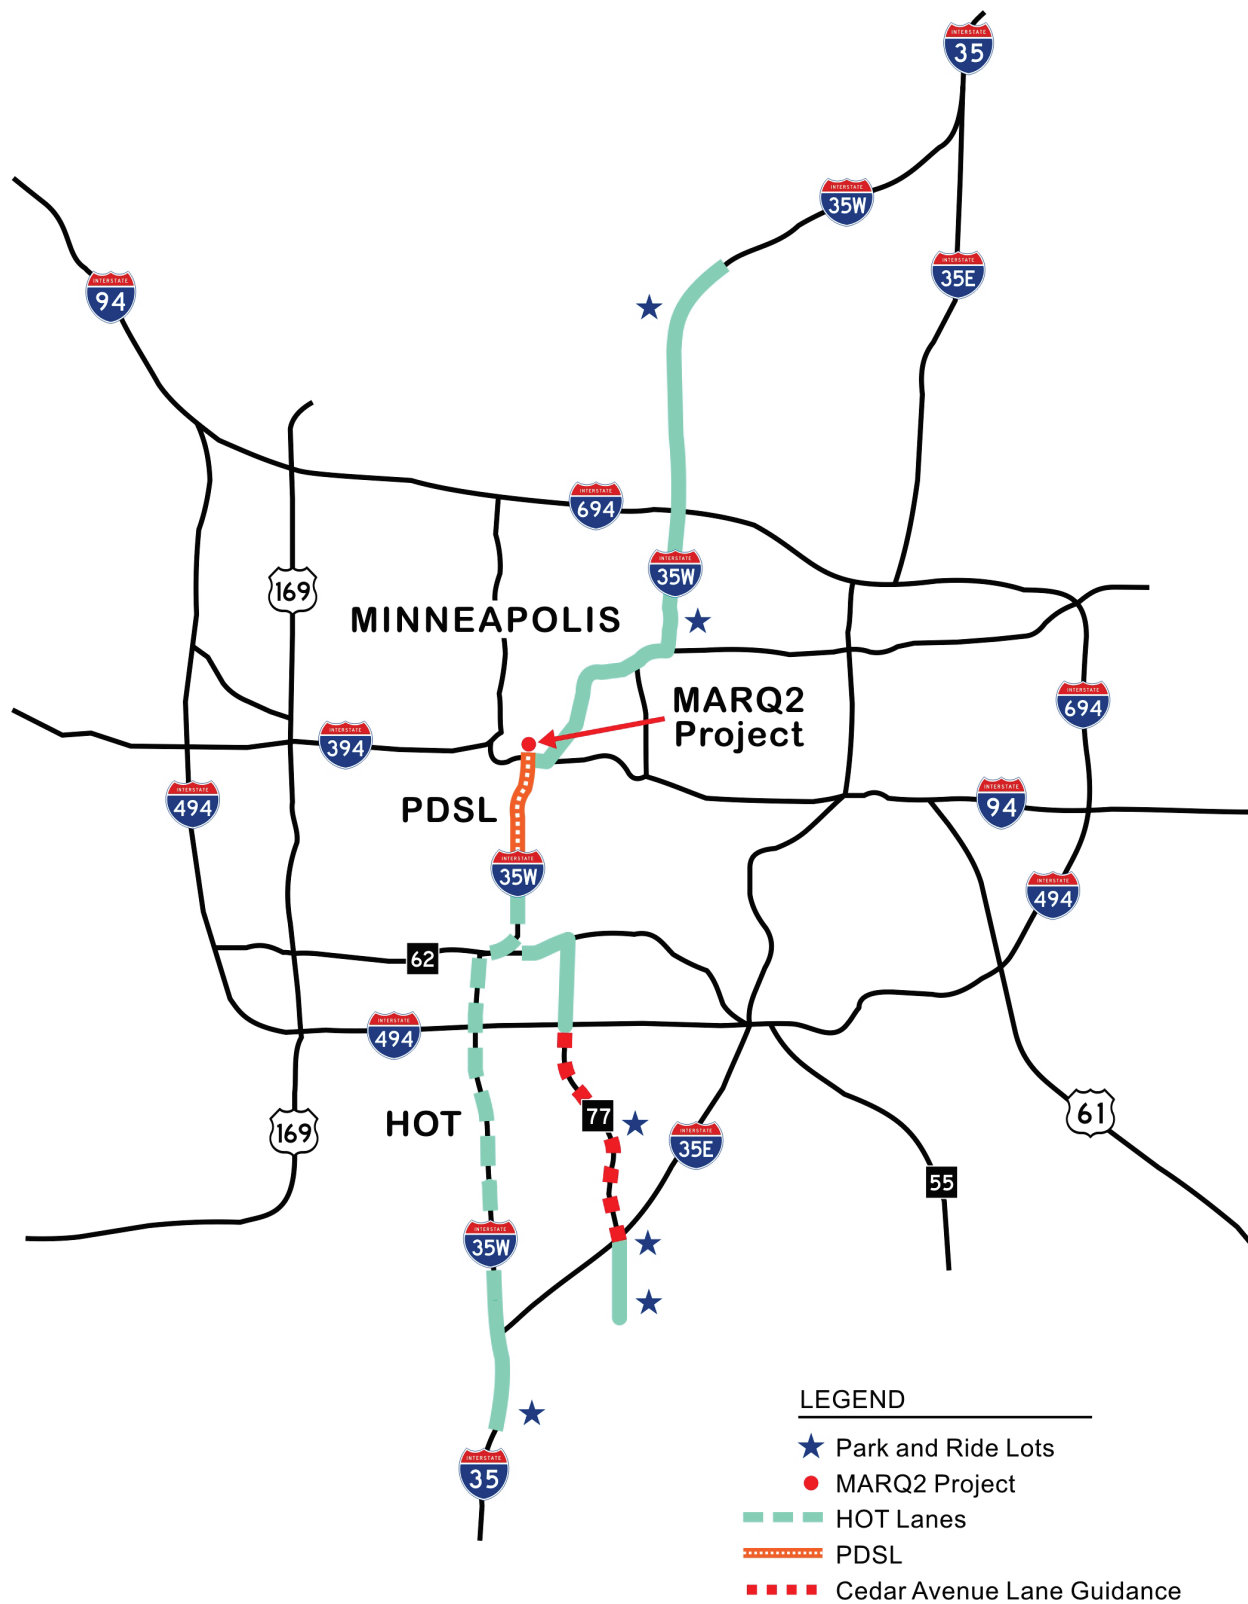 INTERSTATE
35
INTERSTATE
35W
INTERSTATE
35E
INTERSTATE
94
INTERSTATE
694
INTERSTATE
35W
169
MINNEAPOLIS
MARQ2
Project
INTERSTATE
694
INTERSTATE
394
INTERSTATE
494
PDSL
INTERSTATE
94
INTERSTATE
35W
INTERSTATE
494
62
INTERSTATE
494
HOT
77
169
INTERSTATE
35E
61
55
INTERSTATE
35W
INTERSTATE
35
LEGEND
Park and Ride Lots
MARQ2 Project
HOT Lanes
PDSL
Cedar Avenue Lane Guidance